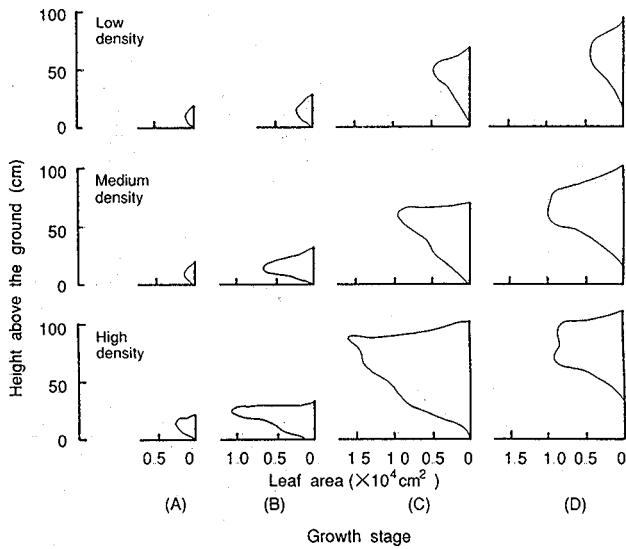 100
Low
density
50
0
100
Medium
density
50
0
100
High
density
50
0
Height above the ground (cm)
0.5 0
1.0 0.5 0
1 5 1 0 0.5 0
1.5 1.0 0.5 0
Leaf area (×10⁴cm²)
(A) (B) (C) (D)
Growth stage